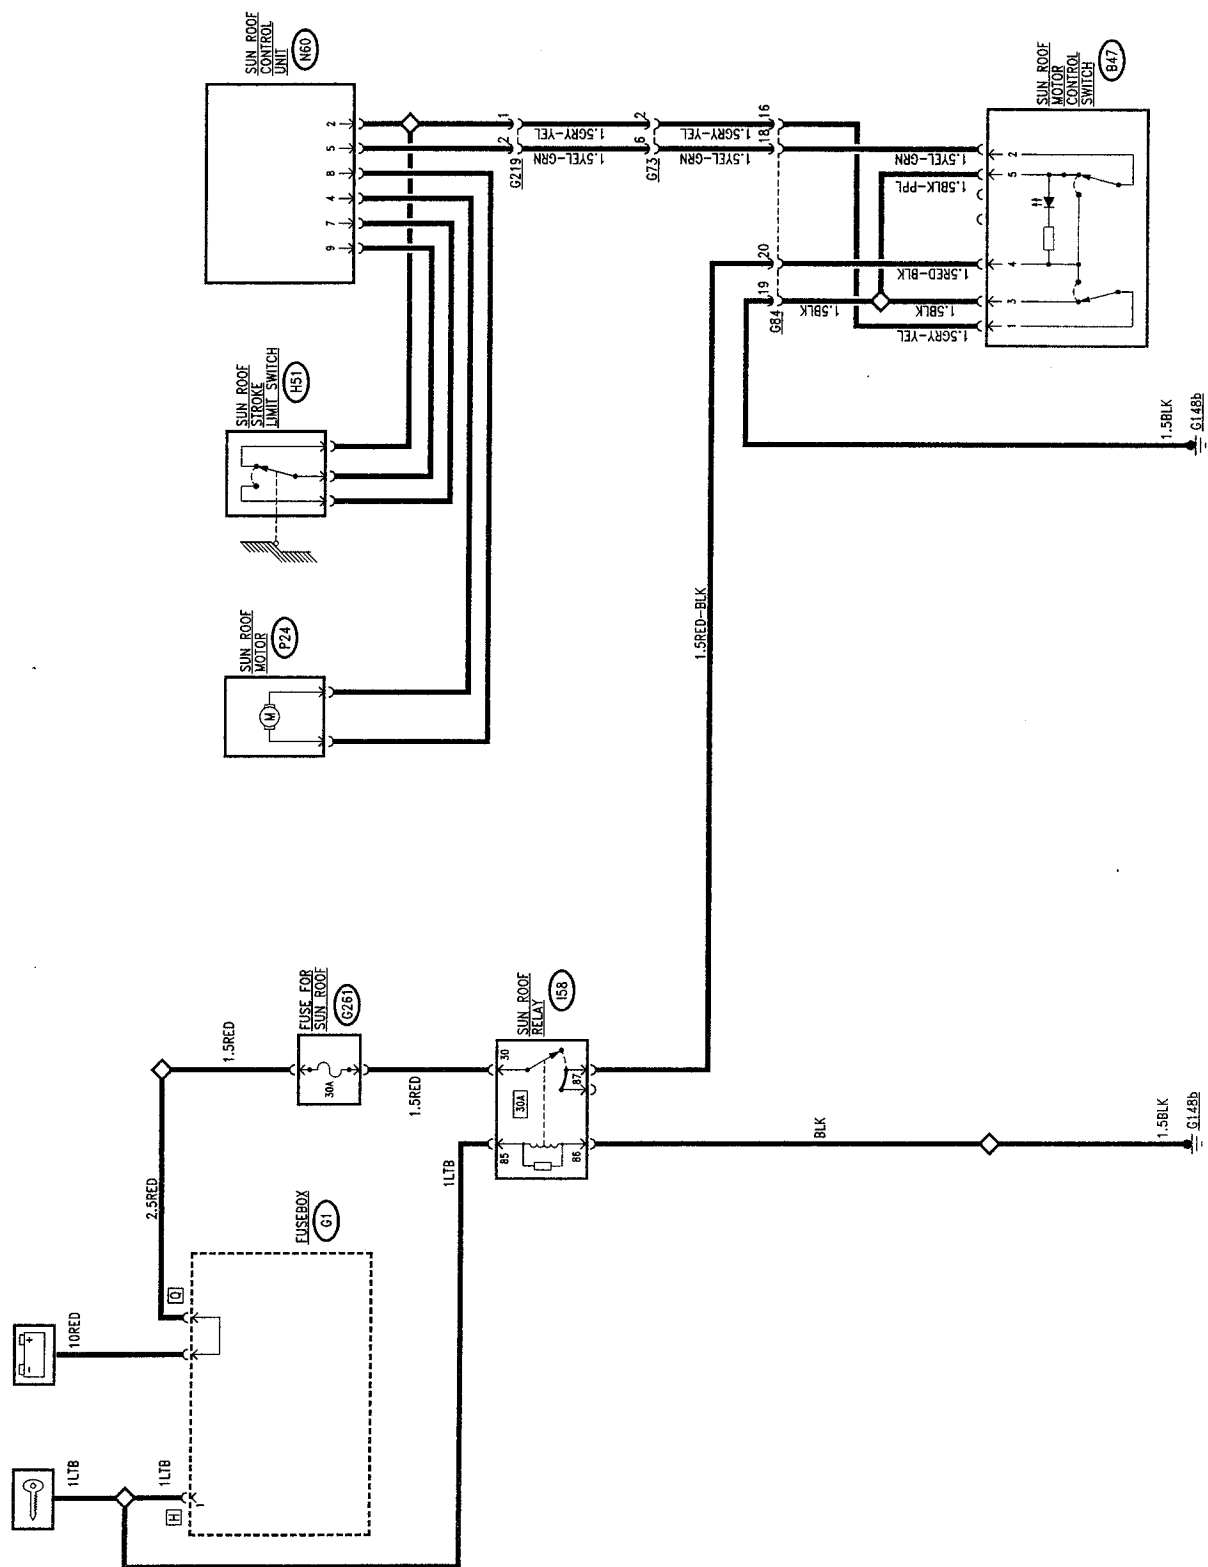 SUN ROOF
CONTROL
UNIT
N60
2
5
8
4
7
9
SUN ROOF
STROKE
LIMIT SWITCH
H51
SUN ROOF
MOTOR
P24
M
1
2
G219
1.5GRY-YEL
1.5YEL-GRN
2
6
G73
1.5GRY-YEL
1.5YEL-GRN
16
18
20
19
G84
1.5YEL-GRN
1.5BLK-PPL
1.5RED-BLK
1.5BLK
1.5BLK
1.5GRY-YEL
SUN ROOF
MOTOR
CONTROL
SWITCH
B47
2
5
4
3
1
1.5BLK
G148b
1.5RED-BLK
FUSE FOR
SUN ROOF
G261
30A
1.5RED
1.5RED
2.5RED
SUN ROOF
RELAY
I58
30
30A
87
85
86
1LTB
BLK
1.5BLK
G148b
FUSEBOX
G1
Q
10RED
- +
1LTB
1LTB
H
1